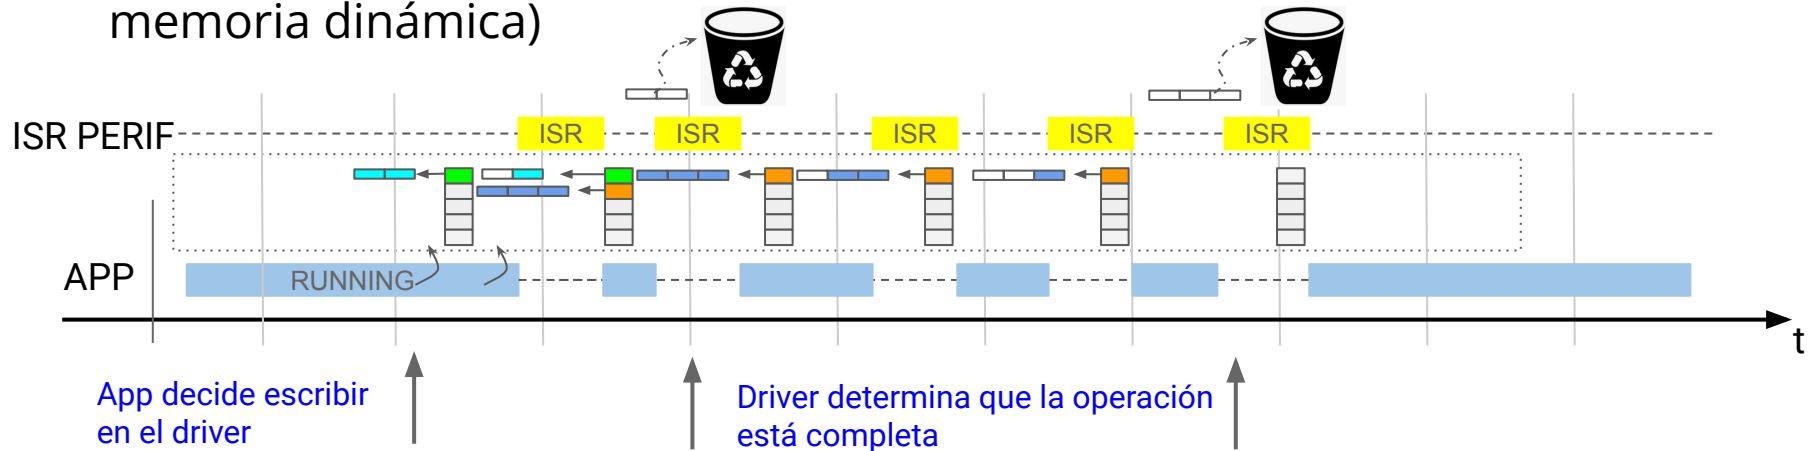 memoria dinámica)
ISR PERIF
ISR
ISR
ISR
ISR
ISR
APP
RUNNING
t
App decide escribir
en el driver
Driver determina que la operación
está completa